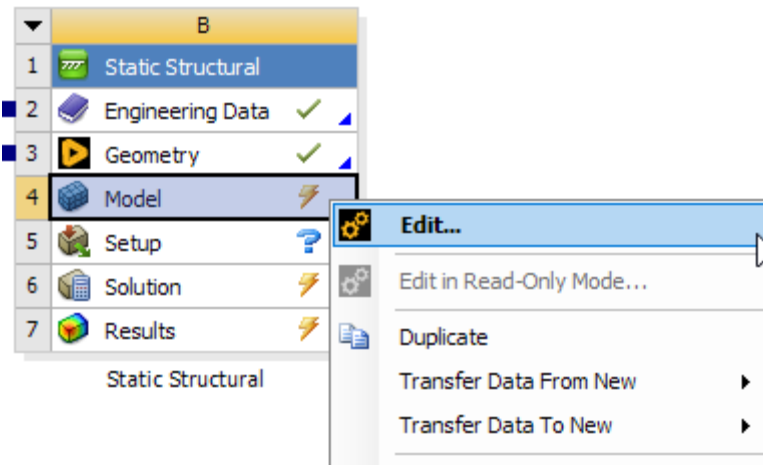 B
1 Static Structural
2 Engineering Data
3 Geometry
4 Model
5 Setup
6 Solution
7 Results
Static Structural
Edit...
Edit in Read-Only Mode...
Duplicate
Transfer Data From New
Transfer Data To New